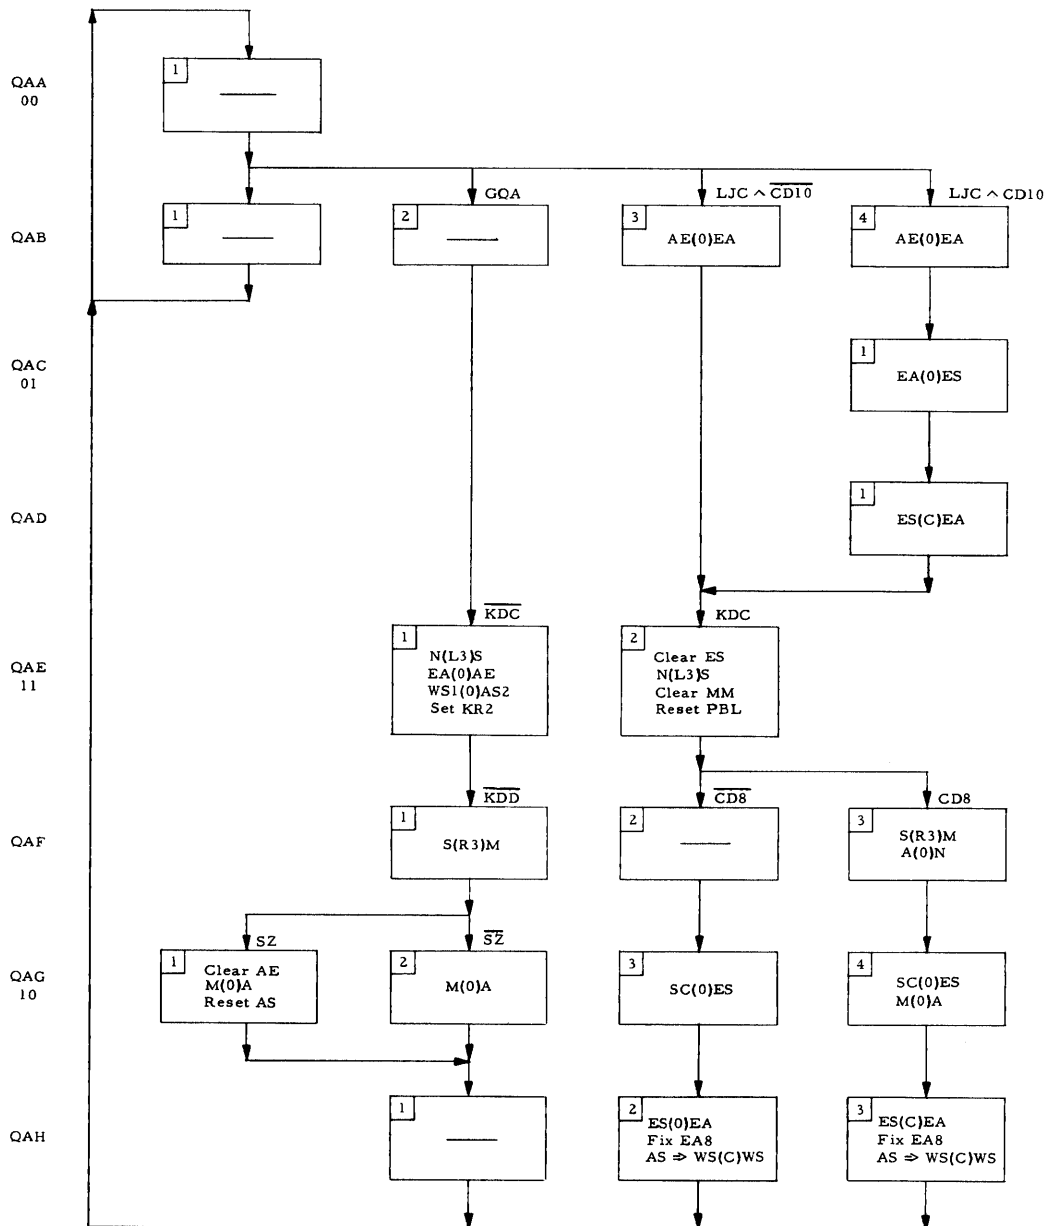 1
QAA
00
GQA
LJC ∧ C̅D̅1̅0̅
LJC ∧ CD10
QAB
1
2
3
AE(0)EA
4
AE(0)EA
QAC
01
1
EA(0)ES
QAD
1
ES(C)EA
K̅D̅C̅
KDC
QAE
11
1
N(L3)S
EA(0)AE
WS1(0)AS2
Set KR2
2
Clear ES
N(L3)S
Clear MM
Reset PBL
K̅D̅D̅
C̅D̅8̅
CD8
QAF
1
S(R3)M
2
3
S(R3)M
A(0)N
SZ
S̅Z̅
QAG
10
1
Clear AE
M(0)A
Reset AS
2
M(0)A
3
SC(0)ES
4
SC(0)ES
M(0)A
QAH
1
2
ES(0)EA
Fix EA8
AS ⇒ WS(C)WS
3
ES(C)EA
Fix EA8
AS ⇒ WS(C)WS